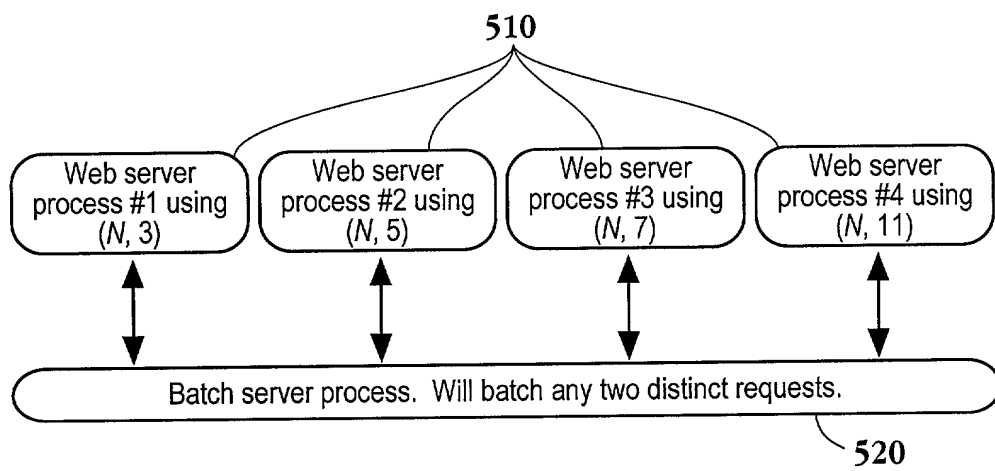 510
Web server
process #1 using
(N, 3)
Web server
process #2 using
(N, 5)
Web server
process #3 using
(N, 7)
Web server
process #4 using
(N, 11)
Batch server process. Will batch any two distinct requests.
520